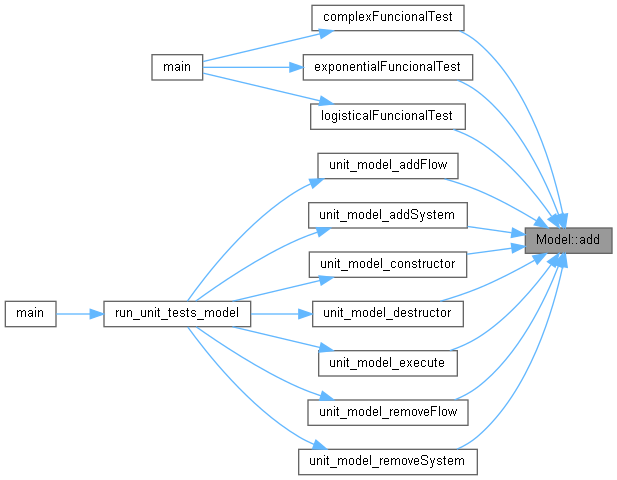 complexFuncionalTest
main
exponentialFuncionalTest
logisticalFuncionalTest
unit_model_addFlow
unit_model_addSystem
Model::add
unit_model_constructor
main
run_unit_tests_model
unit_model_destructor
unit_model_execute
unit_model_removeFlow
unit_model_removeSystem